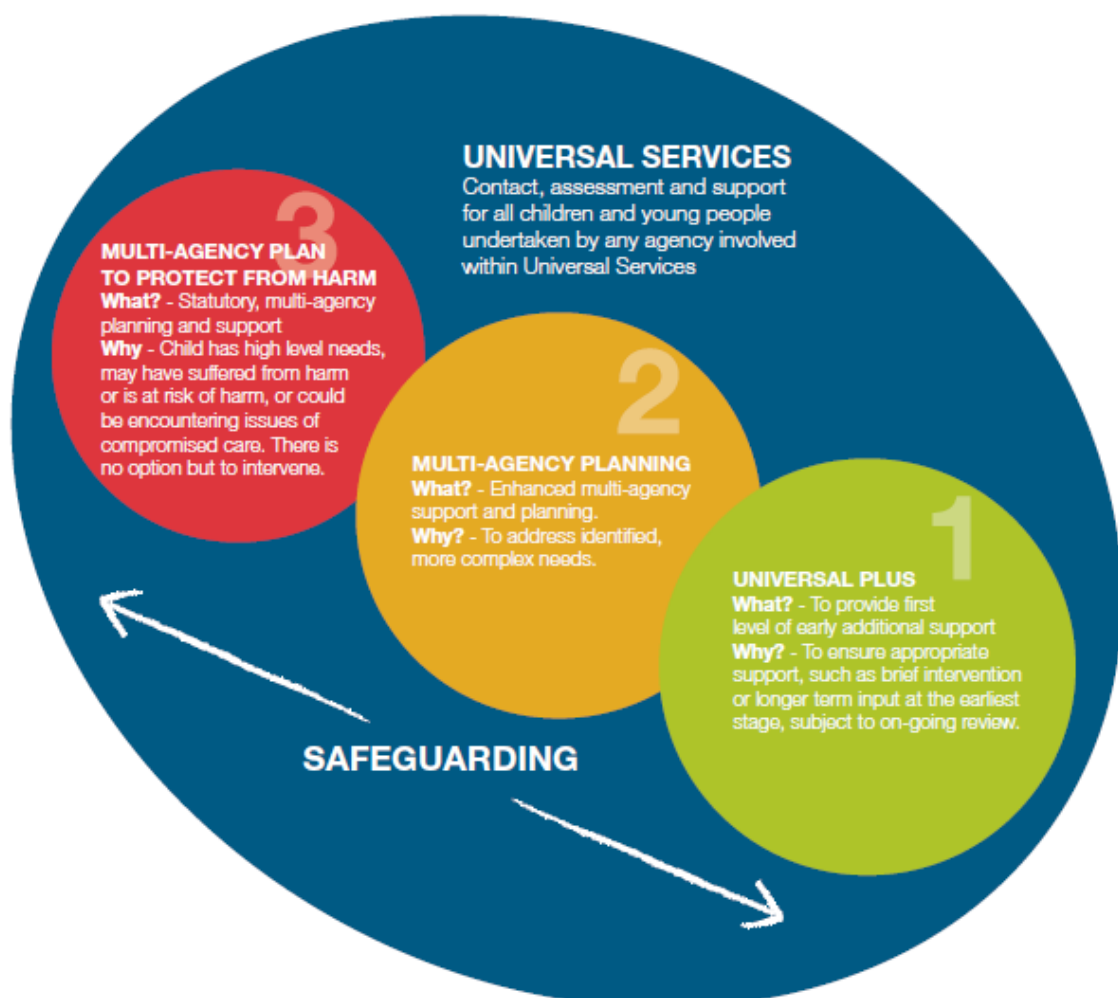 UNIVERSAL SERVICES
Contact, assessment and support
for all children and young people
undertaken by any agency involved
within Universal Services
3
MULTI-AGENCY PLAN
TO PROTECT FROM HARM
What? - Statutory, multi-agency
planning and support
Why - Child has high level needs,
may have suffered from harm
or is at risk of harm, or could
be encountering issues of
compromised care. There is
no option but to intervene.
2
MULTI-AGENCY PLANNING
What? - Enhanced multi-agency
support and planning.
Why? - To address identified,
more complex needs.
1
UNIVERSAL PLUS
What? - To provide first
level of early additional support
Why? - To ensure appropriate
support, such as brief intervention
or longer term input at the earliest
stage, subject to on-going review.
SAFEGUARDING